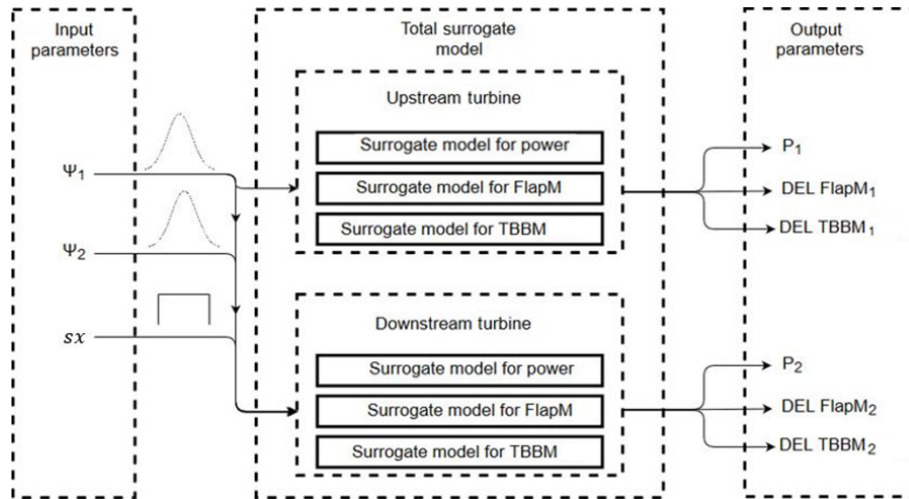 Input
parameters
Total surrogate
model
Output
parameters
Upstream turbine
Surrogate model for power
Surrogate model for FlapM
Surrogate model for TBBM
Ψ1
Ψ2
sx
Downstream turbine
Surrogate model for power
Surrogate model for FlapM
Surrogate model for TBBM
P1
DEL FlapM1
DEL TBBM1
P2
DEL FlapM2
DEL TBBM2